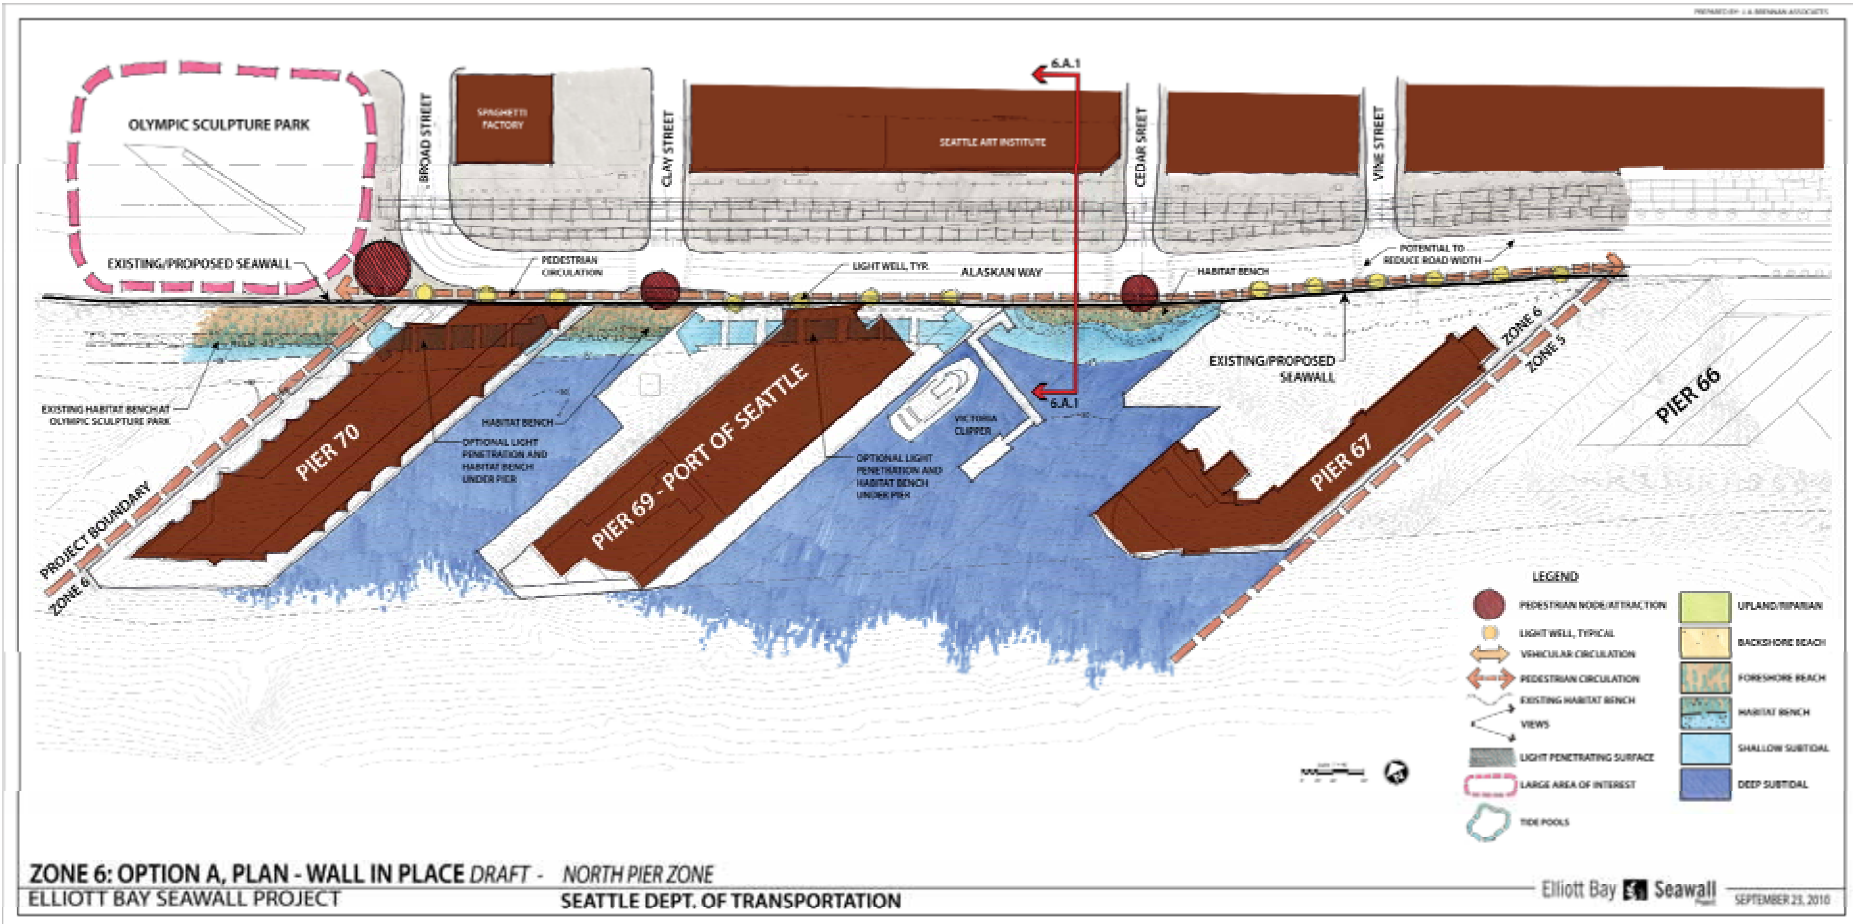 PREPARED BY: J. A. BRENNAN ASSOCIATES
6.A.1
OLYMPIC SCULPTURE PARK
BROAD STREET
SPAGHETTI
FACTORY
CLAY STREET
SEATTLE ART INSTITUTE
CEDAR SREET
VINE STREET
EXISTING/PROPOSED SEAWALL
PEDESTRIAN
CIRCULATION
LIGHT WELL, TYP.
ALASKAN WAY
HABITAT BENCH
POTENTIAL TO
REDUCE ROAD WIDTH
EXISTING/PROPOSED
SEAWALL
ZONE 6
ZONE 5
PIER 66
EXISTING HABITAT BENCH AT
OLYMPIC SCULPTURE PARK
HABITAT BENCH
OPTIONAL LIGHT
PENETRATION AND
HABITAT BENCH
UNDER PIER
PIER 70
PIER 69 - PORT OF SEATTLE
OPTIONAL LIGHT
PENETRATION AND
HABITAT BENCH
UNDER PIER
VICTORIA
CLIPPER
6.A.1
PIER 67
PROJECT BOUNDARY
ZONE 6
LEGEND
PEDESTRIAN NODE/ATTRACTION
LIGHT WELL, TYPICAL
VEHICULAR CIRCULATION
PEDESTRIAN CIRCULATION
EXISTING HABITAT BENCH
VIEWS
LIGHT PENETRATING SURFACE
LARGE AREA OF INTEREST
TIDE POOLS
UPLAND/RIPARIAN
BACKSHORE BEACH
FORESHORE BEACH
HABITAT BENCH
SHALLOW SUBTIDAL
DEEP SUBTIDAL
ZONE 6: OPTION A, PLAN - WALL IN PLACE DRAFT - NORTH PIER ZONE
ELLIOTT BAY SEAWALL PROJECT
SEATTLE DEPT. OF TRANSPORTATION
Elliott Bay Seawall
Project
SEPTEMBER 23, 2010